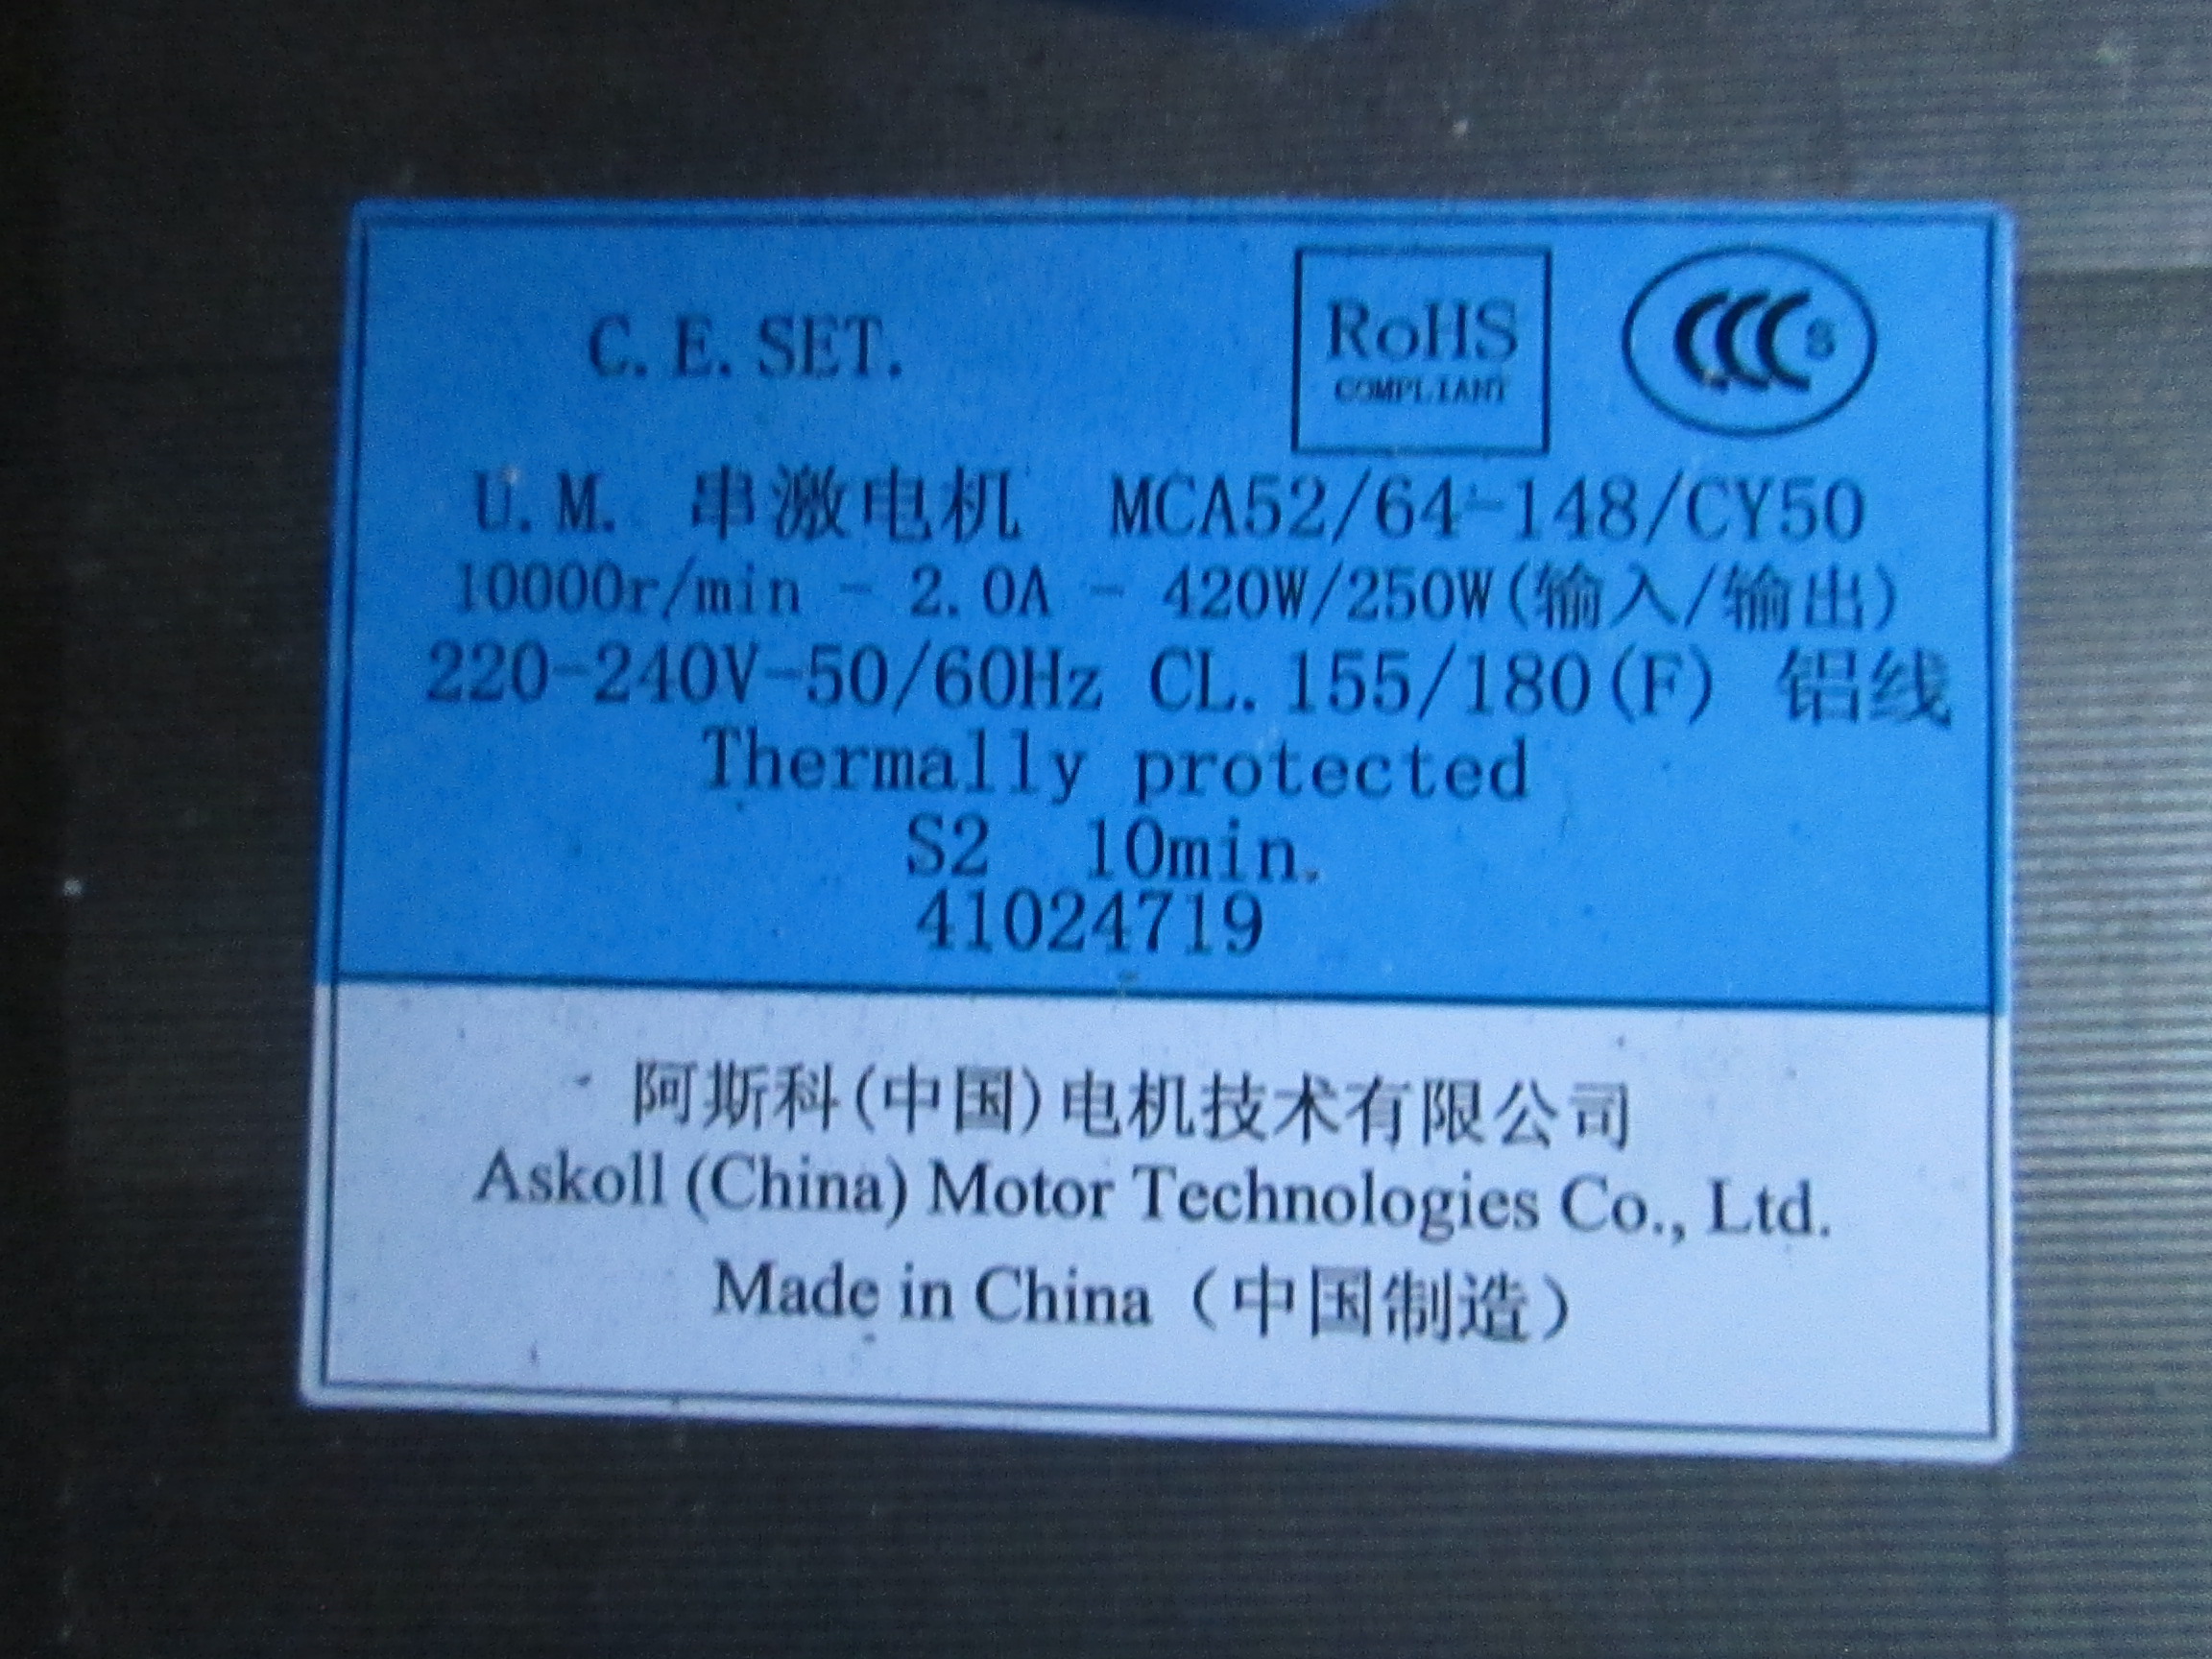 C.E.SET.
RoHS
COMPLIANT
CCC S
U.M. 串激电机 MCA52/64-148/CY50
10000r/min - 2.0A - 420W/250W(输入/输出)
220-240V-50/60Hz CL.155/180(F) 铝线
Thermally protected
S2 10min.
41024719
阿斯科(中国)电机技术有限公司
Askoll (China) Motor Technologies Co., Ltd.
Made in China（中国制造）